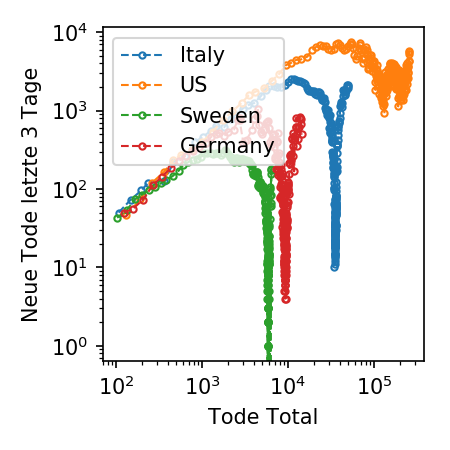 10⁴
10³
10²
10¹
10⁰
Neue Tode letzte 3 Tage
Italy
US
Sweden
Germany
10² 10³ 10⁴ 10⁵
Tode Total